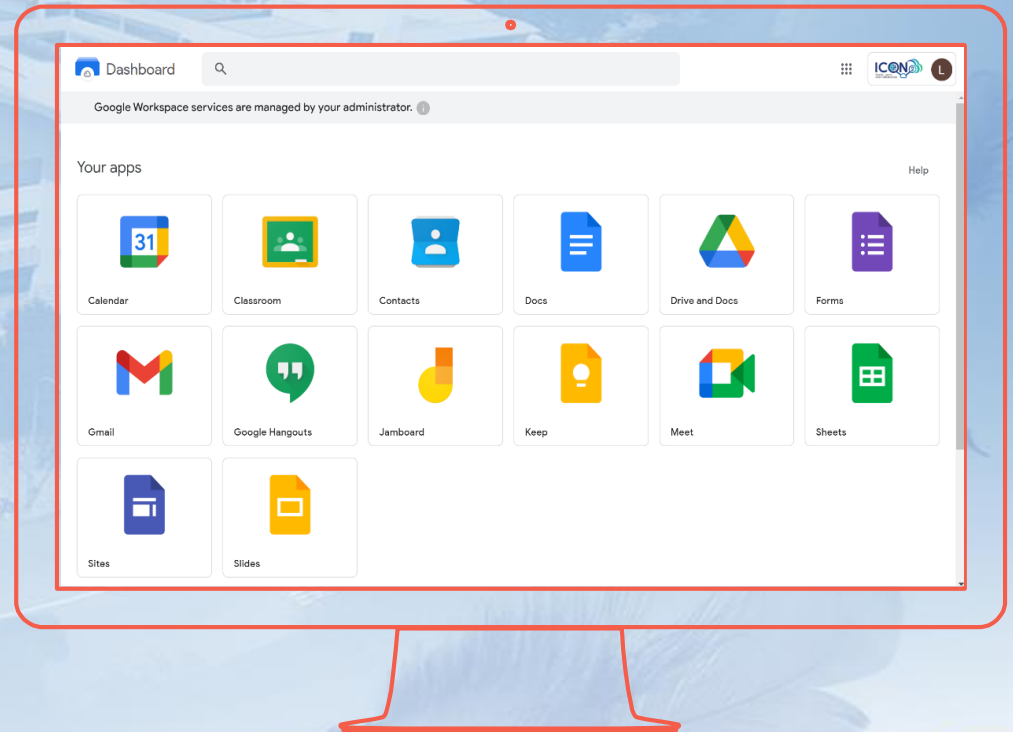 Dashboard
ICON
L
Google Workspace services are managed by your administrator.
Your apps
Help
31
Calendar
Classroom
Contacts
Docs
Drive and Docs
Forms
Gmail
Google Hangouts
Jamboard
Keep
Meet
Sheets
Sites
Slides